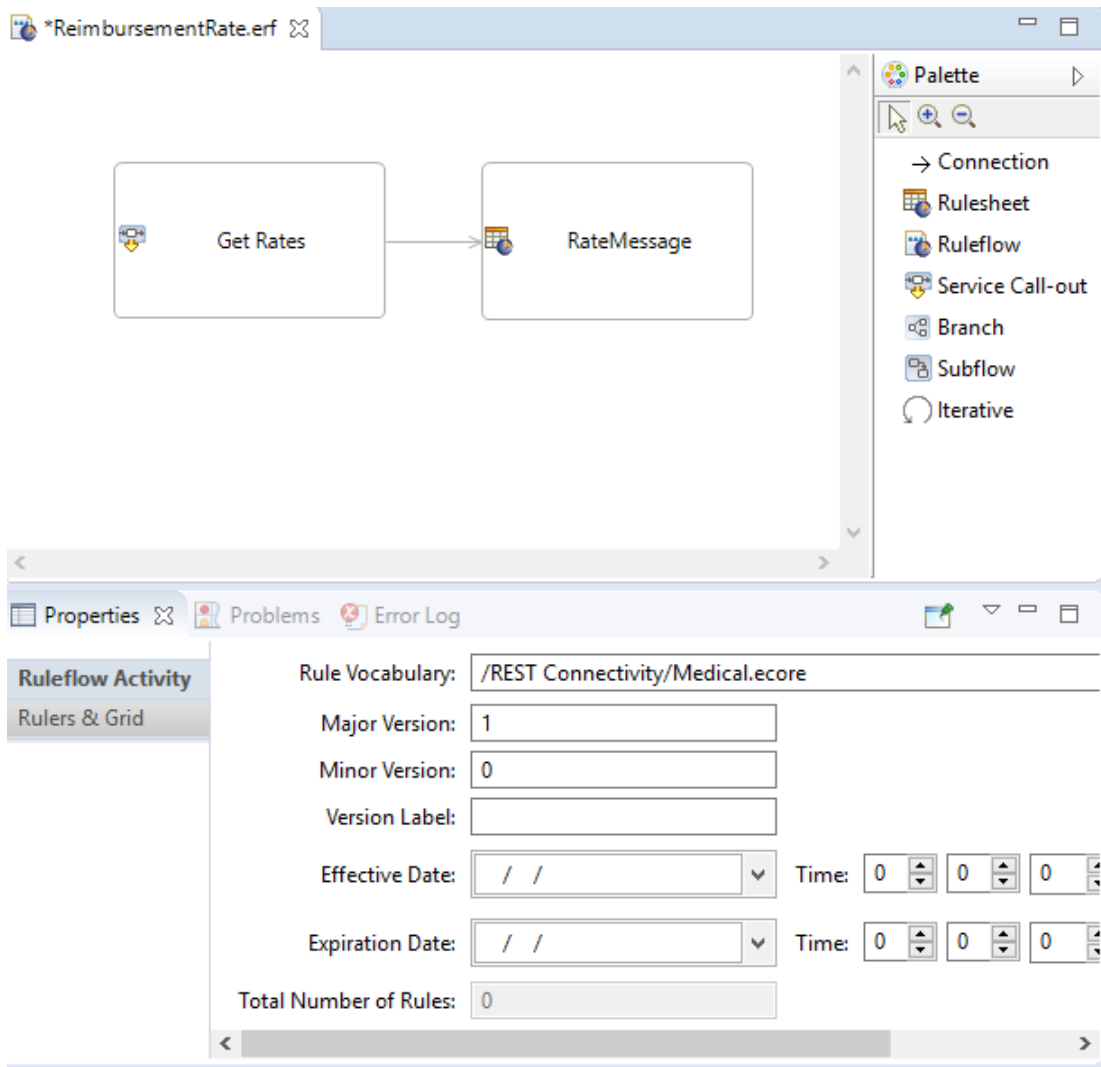 *ReimbursementRate.erf
Palette
Connection
Rulesheet
Ruleflow
Service Call-out
Branch
Subflow
Iterative
Get Rates
RateMessage
Properties
Problems
Error Log
Ruleflow Activity
Rulers & Grid
Rule Vocabulary: /REST Connectivity/Medical.ecore
Major Version: 1
Minor Version: 0
Version Label:
Effective Date: / / Time: 0 0 0
Expiration Date: / / Time: 0 0 0
Total Number of Rules: 0